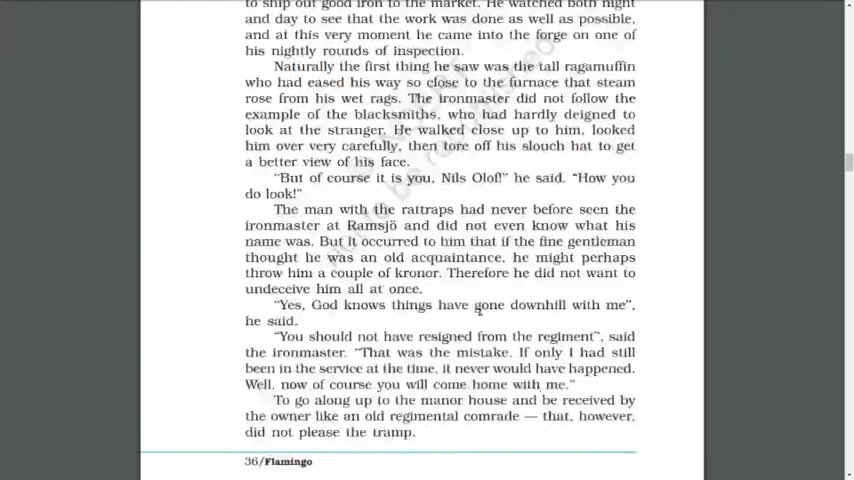 to ship out good iron to the market. He watched both night
and day to see that the work was done as well as possible,
and at this very moment he came into the forge on one of
his nightly rounds of inspection.
Naturally the first thing he saw was the tall ragamuffin
who had eased his way so close to the furnace that steam
rose from his wet rags. The ironmaster did not follow the
example of the blacksmiths, who had hardly deigned to
look at the stranger. He walked close up to him, looked
him over very carefully, then tore off his slouch hat to get
a better view of his face.
“But of course it is you, Nils Olof!” he said. “How you
do look!”
The man with the rattraps had never before seen the
ironmaster at Ramsjö and did not even know what his
name was. But it occurred to him that if the fine gentleman
thought he was an old acquaintance, he might perhaps
throw him a couple of kronor. Therefore he did not want to
undeceive him all at once.
“Yes, God knows things have gone downhill with me”,
he said.
“You should not have resigned from the regiment”, said
the ironmaster. “That was the mistake. If only I had still
been in the service at the time, it never would have happened.
Well, now of course you will come home with me.”
To go along up to the manor house and be received by
the owner like an old regimental comrade — that, however,
did not please the tramp.
36/Flamingo